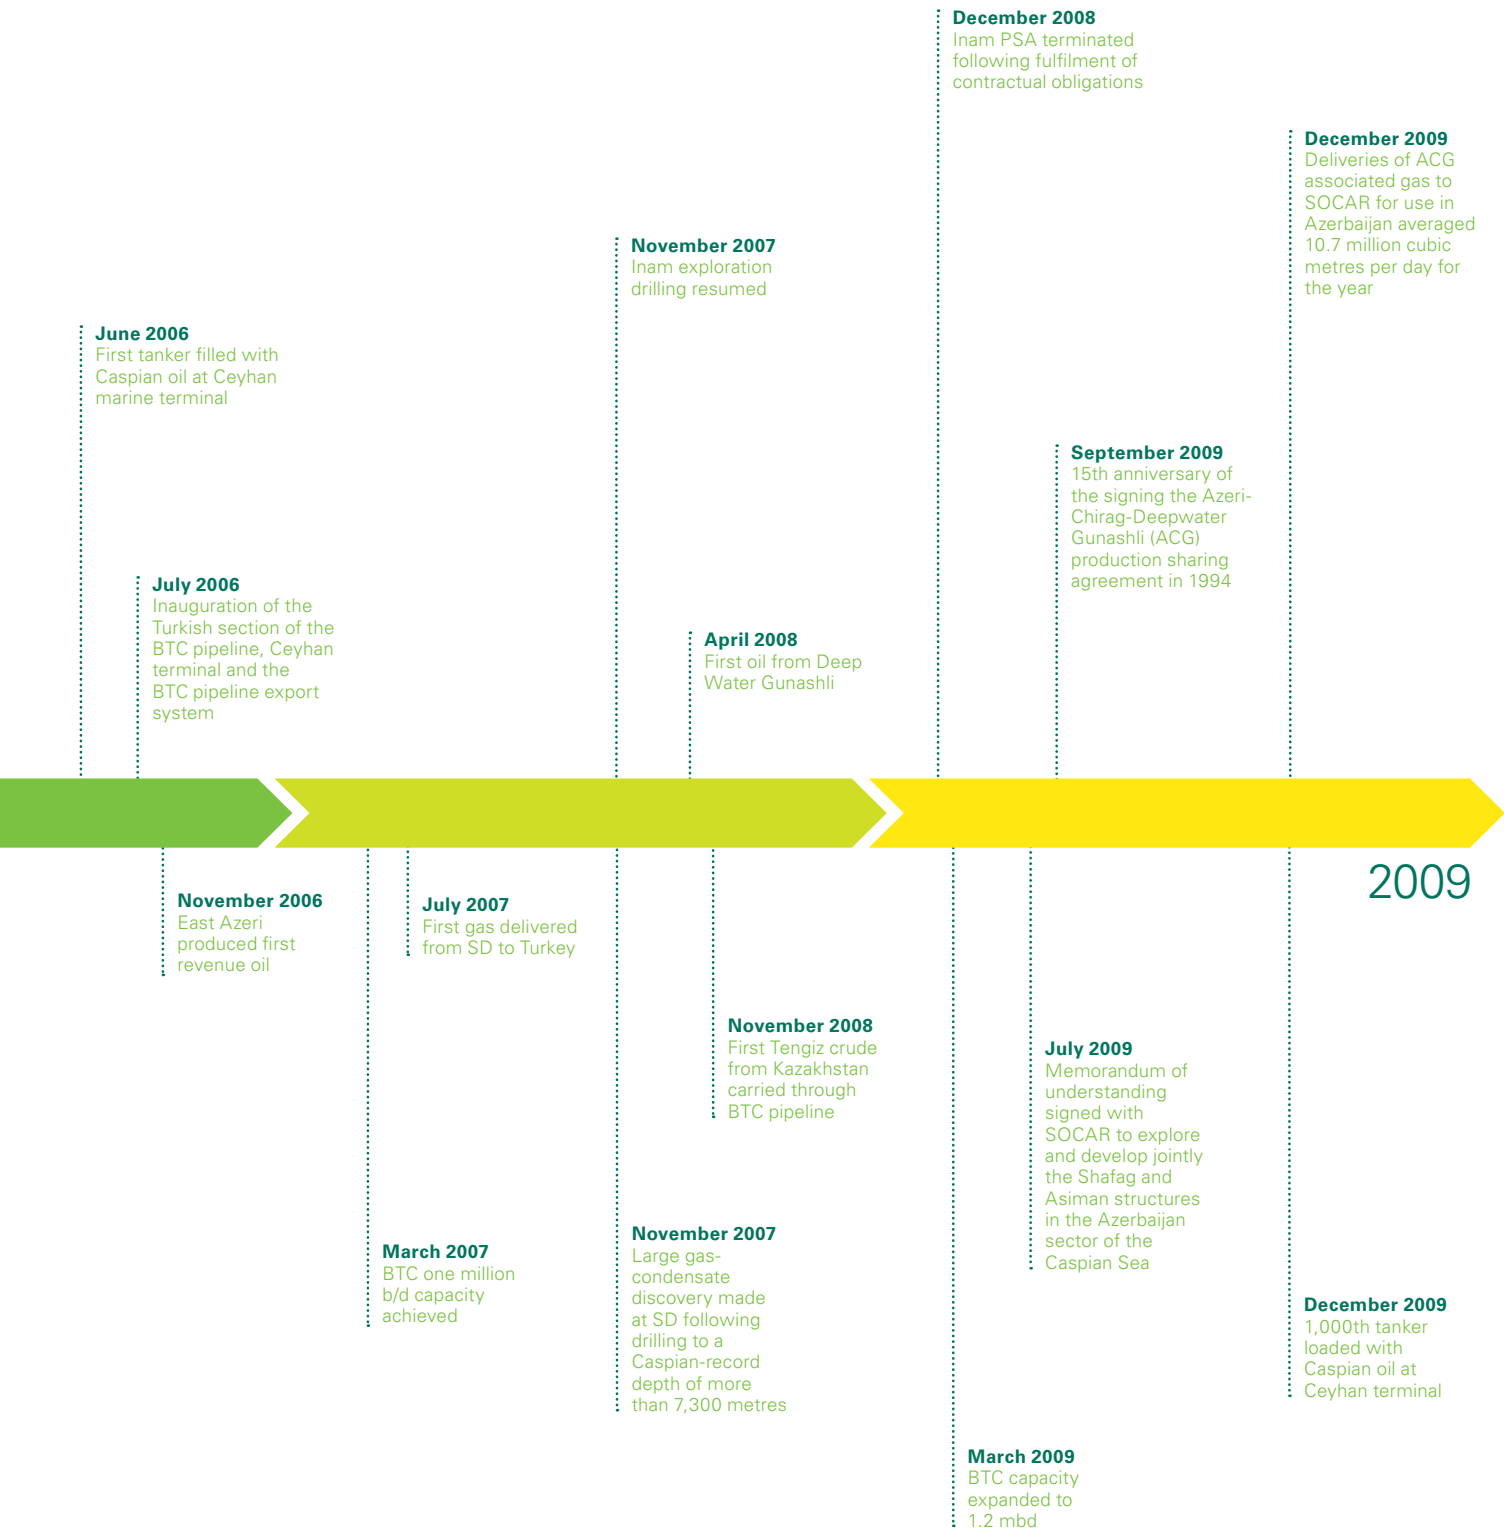 December 2008
Inam PSA terminated
following fulfilment of
contractual obligations
December 2009
Deliveries of ACG
associated gas to
SOCAR for use in
Azerbaijan averaged
10.7 million cubic
metres per day for
the year
November 2007
Inam exploration
drilling resumed
June 2006
First tanker filled with
Caspian oil at Ceyhan
marine terminal
September 2009
15th anniversary of
the signing the Azeri-
Chirag-Deepwater
Gunashli (ACG)
production sharing
agreement in 1994
July 2006
Inauguration of the
Turkish section of the
BTC pipeline, Ceyhan
terminal and the
BTC pipeline export
system
April 2008
First oil from Deep
Water Gunashli
2009
November 2006
East Azeri
produced first
revenue oil
July 2007
First gas delivered
from SD to Turkey
November 2008
First Tengiz crude
from Kazakhstan
carried through
BTC pipeline
July 2009
Memorandum of
understanding
signed with
SOCAR to explore
and develop jointly
the Shafag and
Asiman structures
in the Azerbaijan
sector of the
Caspian Sea
March 2007
BTC one million
b/d capacity
achieved
November 2007
Large gas-
condensate
discovery made
at SD following
drilling to a
Caspian-record
depth of more
than 7,300 metres
December 2009
1,000th tanker
loaded with
Caspian oil at
Ceyhan terminal
March 2009
BTC capacity
expanded to
1.2 mbd